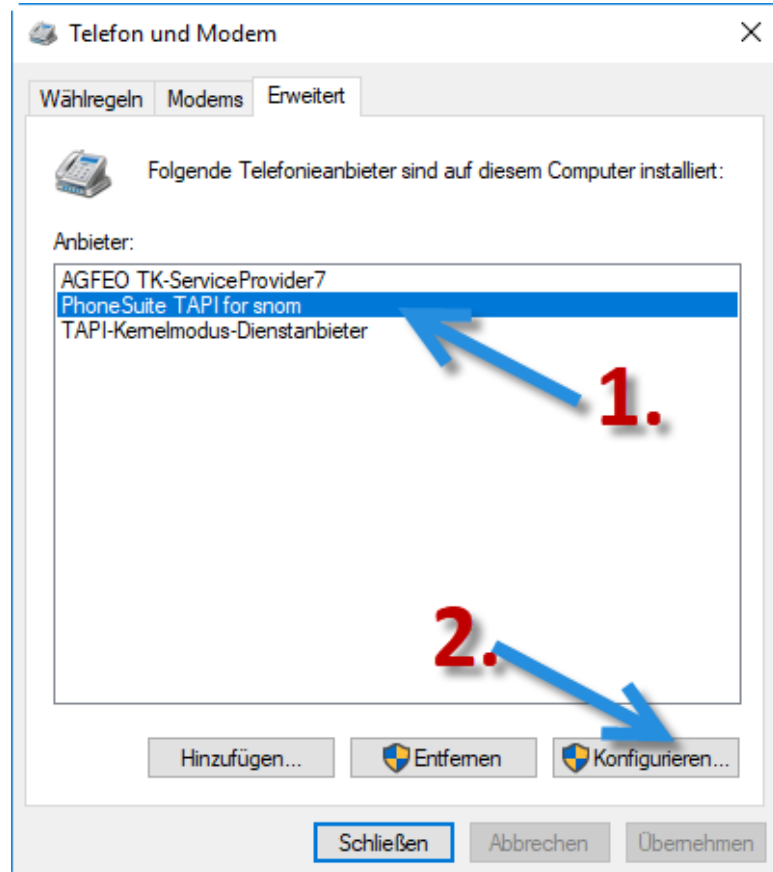 Telefon und Modem
Wählregeln Modems Erweitert
Folgende Telefonieanbieter sind auf diesem Computer installiert:
Anbieter:
AGFEO TK-ServiceProvider7
PhoneSuite TAPI for snom
TAPI-Kernelmodus-Dienstanbieter
1.
2.
Hinzufügen... Entfernen Konfigurieren...
Schließen Abbrechen Übernehmen